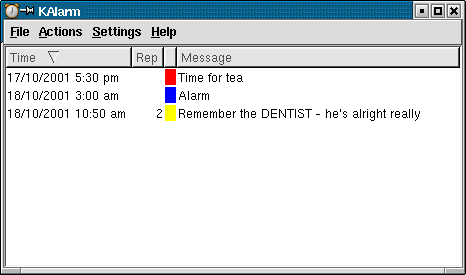 KAlarm
File Actions Settings Help
Time Rep Message
17/10/2001 5:30 pm Time for tea
18/10/2001 3:00 am Alarm
18/10/2001 10:50 am 2 Remember the DENTIST - he's alright really